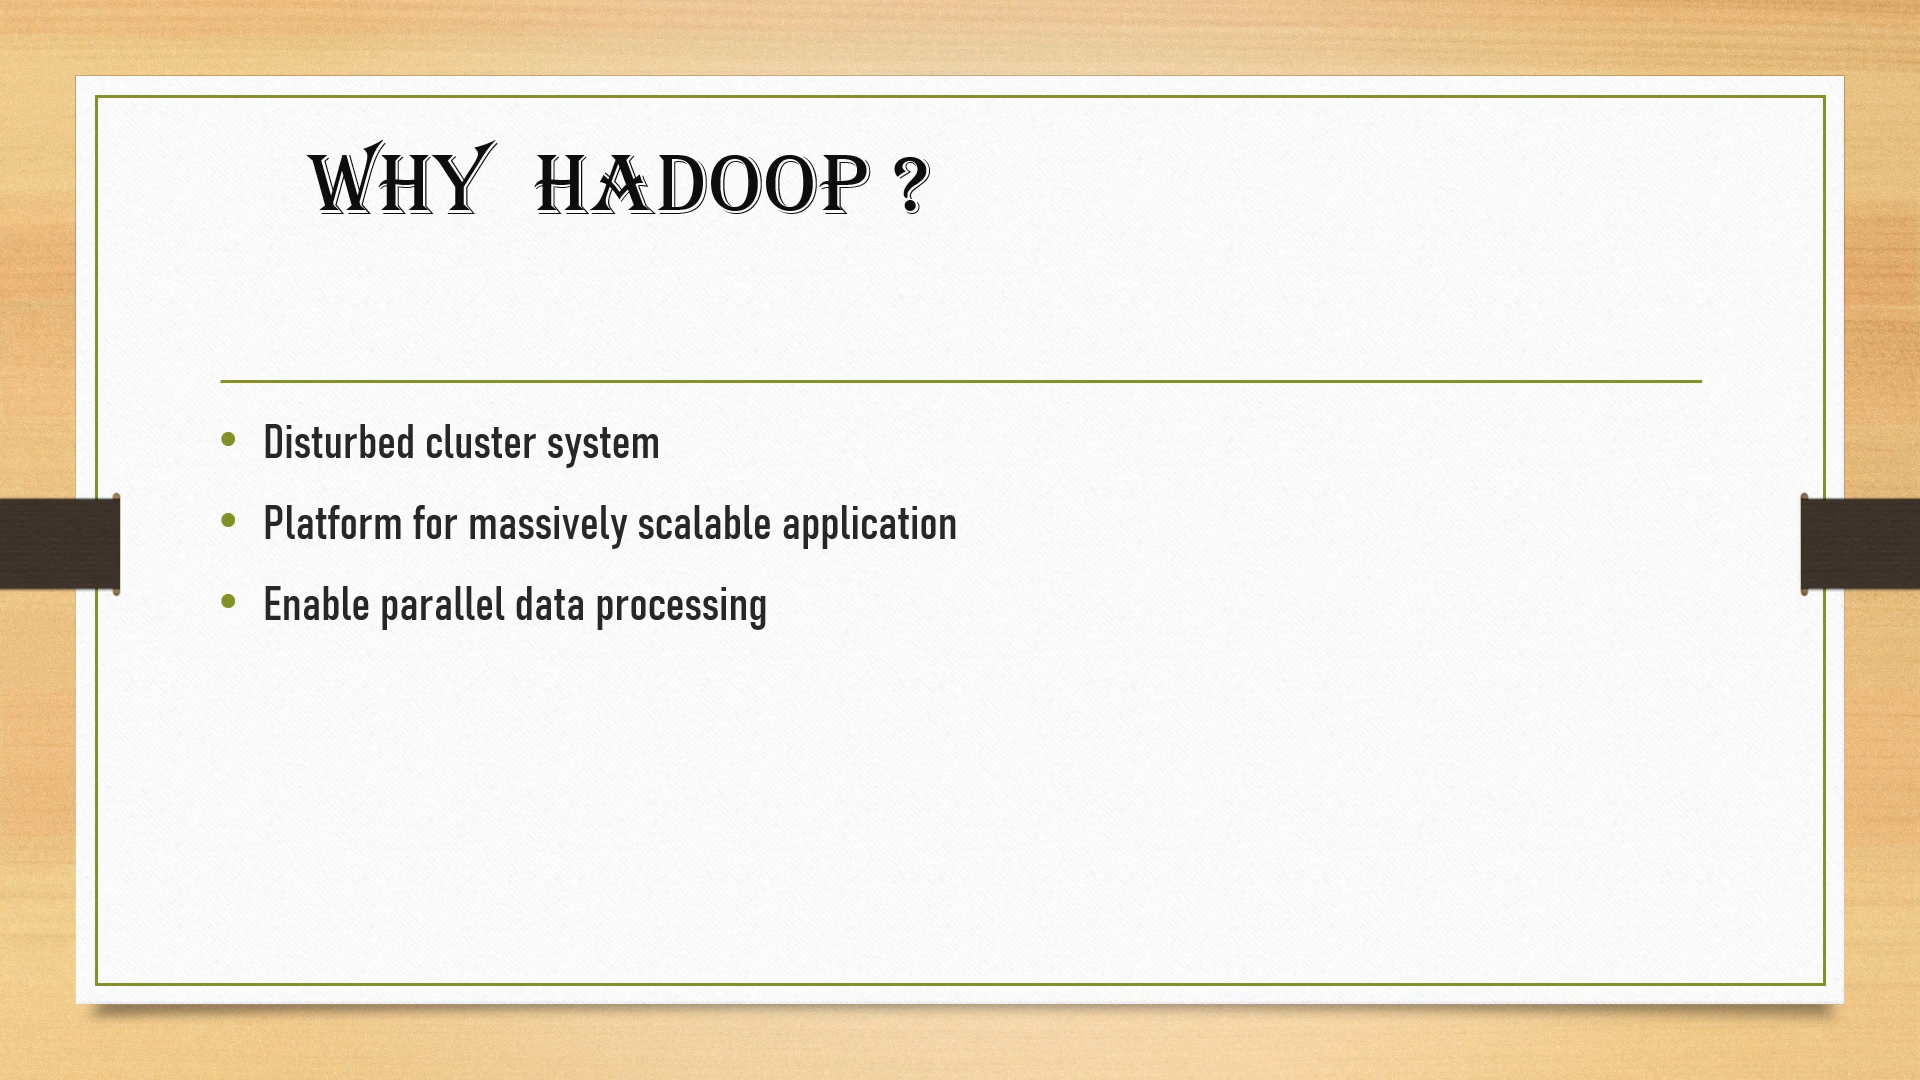 WHY HADOOP ?
• Disturbed cluster system
• Platform for massively scalable application
• Enable parallel data processing